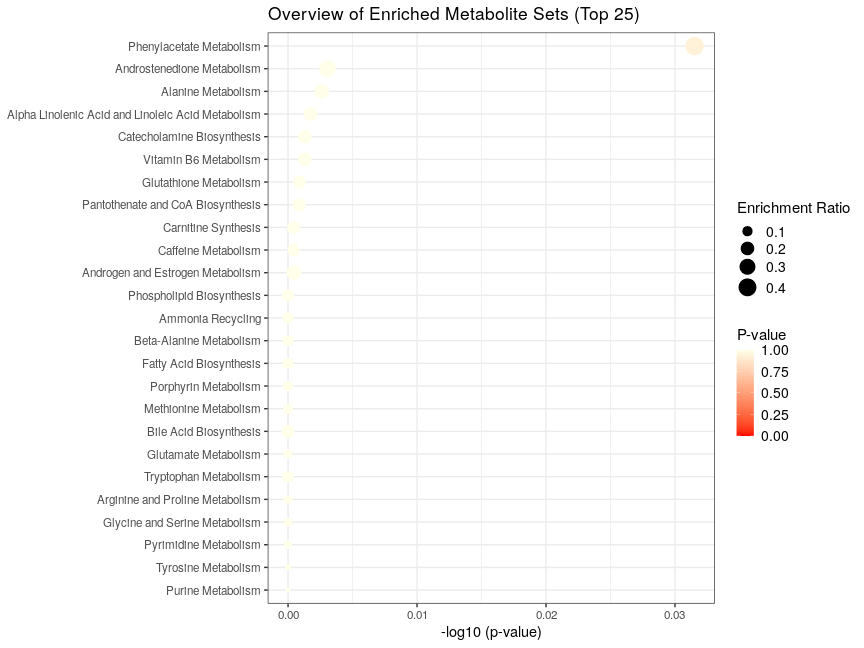 Overview of Enriched Metabolite Sets (Top 25)
Phenylacetate Metabolism
Androstenedione Metabolism
Alanine Metabolism
Alpha Linolenic Acid and Linoleic Acid Metabolism
Catecholamine Biosynthesis
Vitamin B6 Metabolism
Glutathione Metabolism
Pantothenate and CoA Biosynthesis
Carnitine Synthesis
Caffeine Metabolism
Androgen and Estrogen Metabolism
Phospholipid Biosynthesis
Ammonia Recycling
Beta-Alanine Metabolism
Fatty Acid Biosynthesis
Porphyrin Metabolism
Methionine Metabolism
Bile Acid Biosynthesis
Glutamate Metabolism
Tryptophan Metabolism
Arginine and Proline Metabolism
Glycine and Serine Metabolism
Pyrimidine Metabolism
Tyrosine Metabolism
Purine Metabolism
0.00 0.01 0.02 0.03
-log10 (p-value)
Enrichment Ratio
0.1
0.2
0.3
0.4
P-value
1.00
0.75
0.50
0.25
0.00